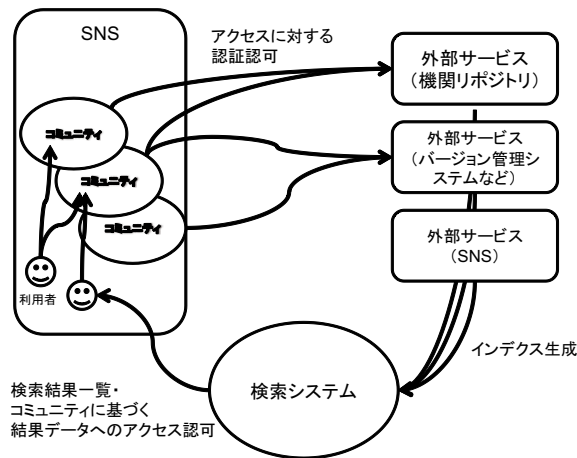 SNS
アクセスに対する
認証認可
外部サービス
（機関リポジトリ）
コミュニティ
外部サービス
（バージョン管理シ
ステムなど）
コミュニティ
コミュニティ
外部サービス
（SNS）
利用者
インデクス生成
検索システム
検索結果一覧・
コミュニティに基づく
結果データへのアクセス認可